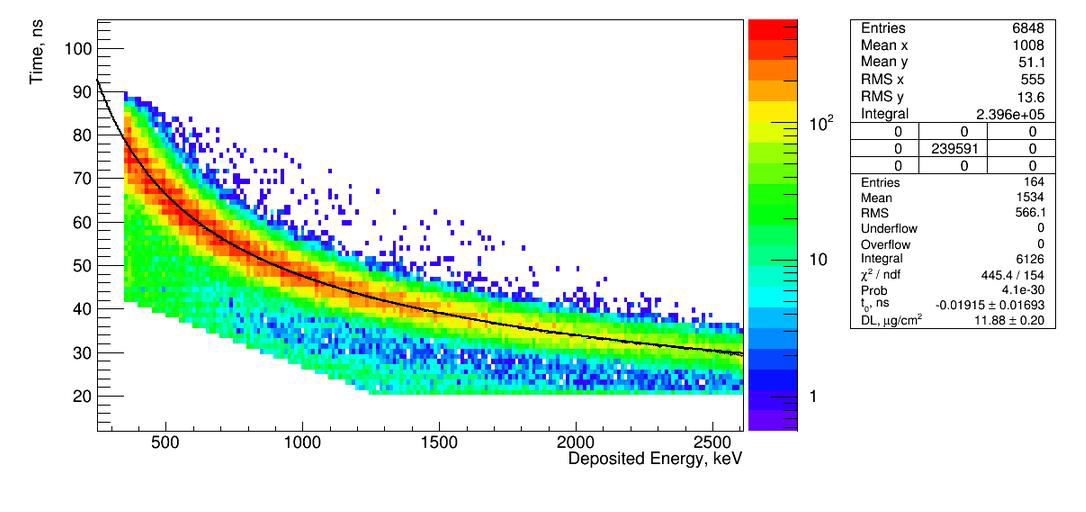 Time, ns
100
90
80
70
60
50
40
30
20
500 1000 1500 2000 2500
Deposited Energy, keV
10²
10
1
Entries 6848
Mean x 1008
Mean y 51.1
RMS x 555
RMS y 13.6
Integral 2.396e+05
0 0 0
0 239591 0
0 0 0
Entries 164
Mean 1534
RMS 566.1
Underflow 0
Overflow 0
Integral 6126
χ² / ndf 445.4 / 154
Prob 4.1e-30
t₀, ns -0.01915 ± 0.01693
DL, μg/cm² 11.88 ± 0.20